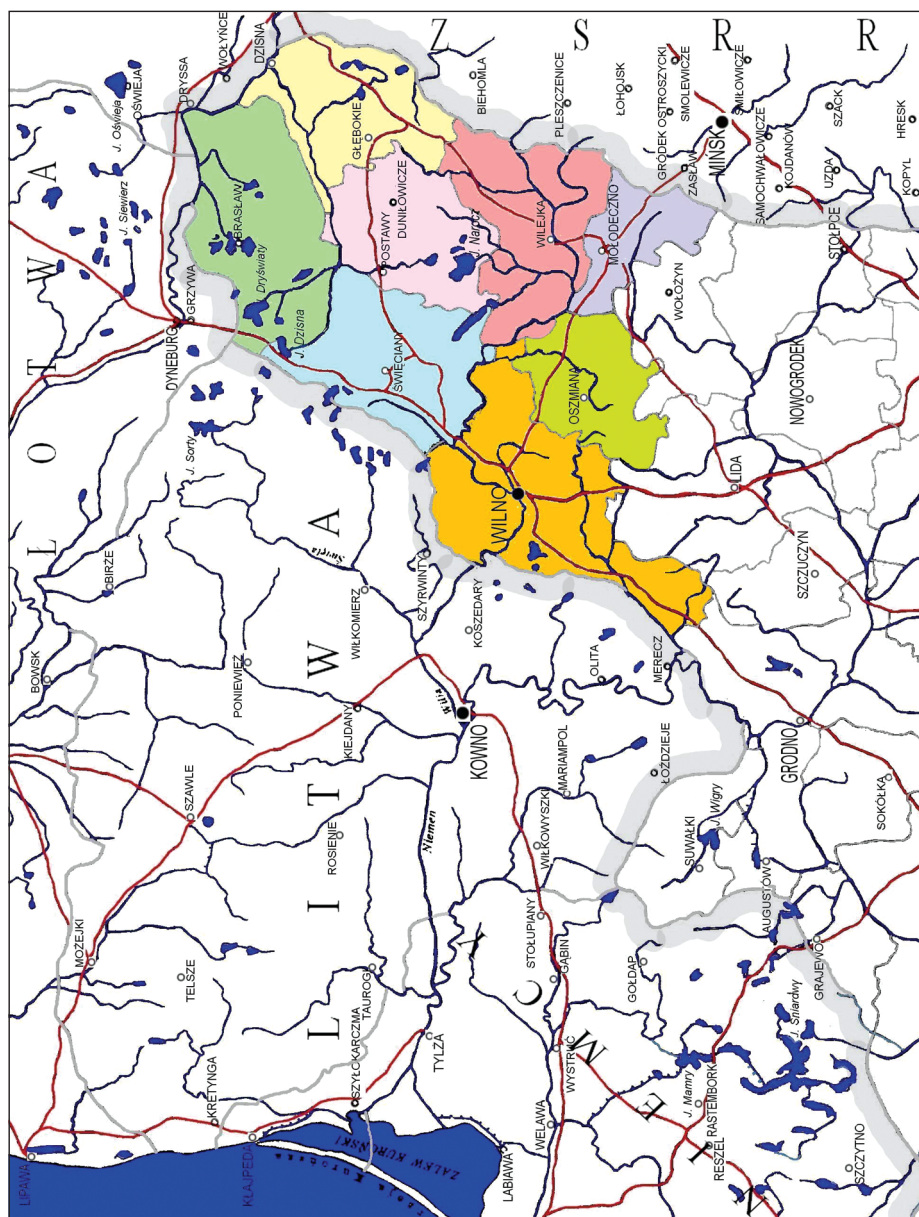 Z S R R
Ł O T W A
L I T W A
N I E M C Y
WOŁYŃCE
DZISNA
OŚWIEJA
J. Oświeja
DRYSSA
J. Siewierz
BRASŁAW
J. Dryświaty
GRZYWA
DYNEBURG
J. Dzisna
GŁĘBOKIE
BIEHOMLA
PLESZCZENICE
ŁOHOJSK
GRÓDEK OSTROSZYCKI
SMOLEWICZE
MIŃSK
ŚMIŁOWICZE
SAMOCHWAŁOWICZE
KOJDANÓW
SZACK
UZDA
HRESK
KOPYL
ZASŁAW
STOŁPCE
POSTAWY
DUNIŁOWICZE
J. Narocz
WILEJKA
MOŁODECZNO
WOŁOŻYN
NOWOGRÓDEK
ŚWIĘCIANY
OSZMIANA
WILNO
LIDA
SZCZUCZYN
J. Sorty
BIRŻE
Święta
WIŁKOMIERZ
SZYRWINTY
KOSZEDARY
OLITA
MERECZ
BOWSK
PONIEWIEŻ
KIEJDANY
Wilia
KOWNO
MARIAMPOL
ŁOŹDZIEJE
GRODNO
SOKÓŁKA
SZAWLE
ROSIENIE
Niemen
WIŁKOWYSZKI
SUWAŁKI
J. Wigry
AUGUSTÓW
MOŻEJKI
TELSZE
TAUROGI
STOŁUPIANY
GĄBIN
GOŁDAP
GRAJEWO
J. Śniardwy
KRETYNGA
SZYŁOKARCZMA
TYLŻA
WYSTRUĆ
J. Mamry
RASTEMBORK
RESZEL
SZCZYTNO
LIPAWA
KŁAJPEDA
ZALEW KUROŃSKI
LABIAWA
WELAWA